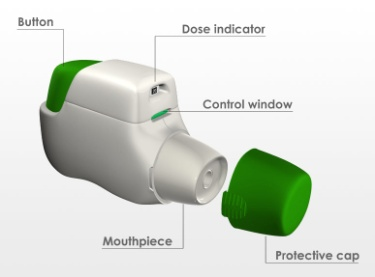 Button
Dose indicator
Control window
Mouthpiece
Protective cap